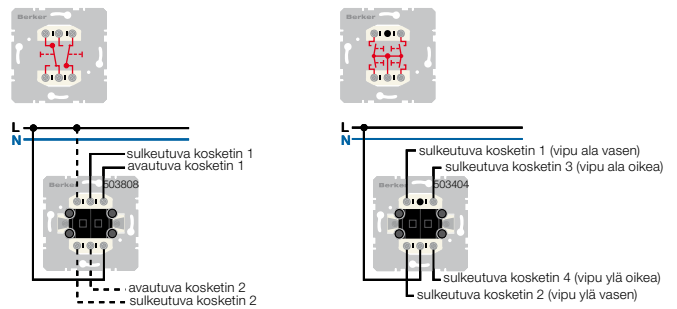 Berker
Berker
L
N
sulkeutuva kosketin 1
avautuva kosketin 1
Berker
503808
avautuva kosketin 2
sulkeutuva kosketin 2
L
N
sulkeutuva kosketin 1 (vipu ala vasen)
sulkeutuva kosketin 3 (vipu ala oikea)
Berker
503404
sulkeutuva kosketin 4 (vipu ylä oikea)
sulkeutuva kosketin 2 (vipu ylä vasen)